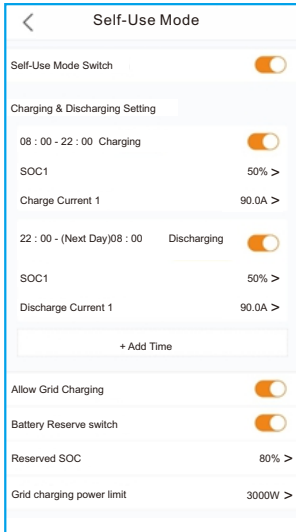 Self-Use Mode
Self-Use Mode Switch
Charging & Discharging Setting
08 : 00 - 22 : 00 Charging
SOC1 50% >
Charge Current 1 90.0A >
22 : 00 - (Next Day)08 : 00 Discharging
SOC1 50% >
Discharge Current 1 90.0A >
+ Add Time
Allow Grid Charging
Battery Reserve switch
Reserved SOC 80% >
Grid charging power limit 3000W >